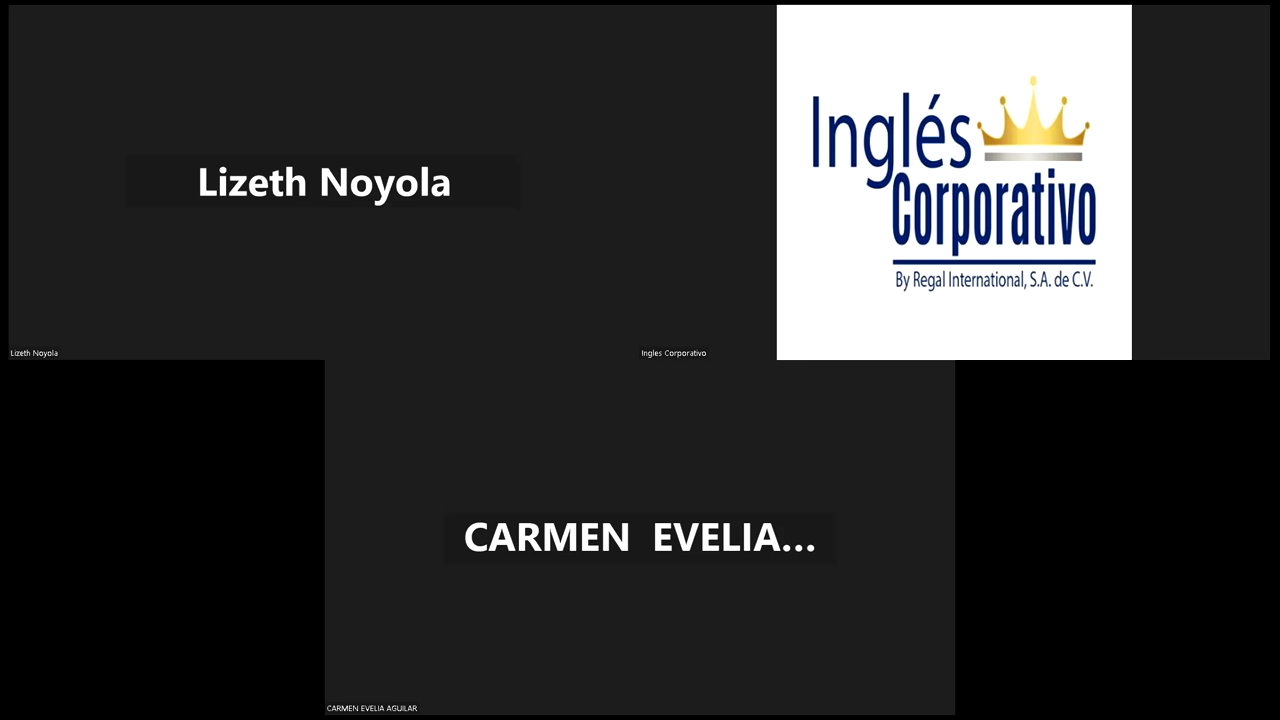 Lizeth Noyola
Inglés
Corporativo
By Regal International, S.A. de C.V.
Lizeth Noyola
Ingles Corporativo
CARMEN EVELIA...
CARMEN EVELIA AGUILAR